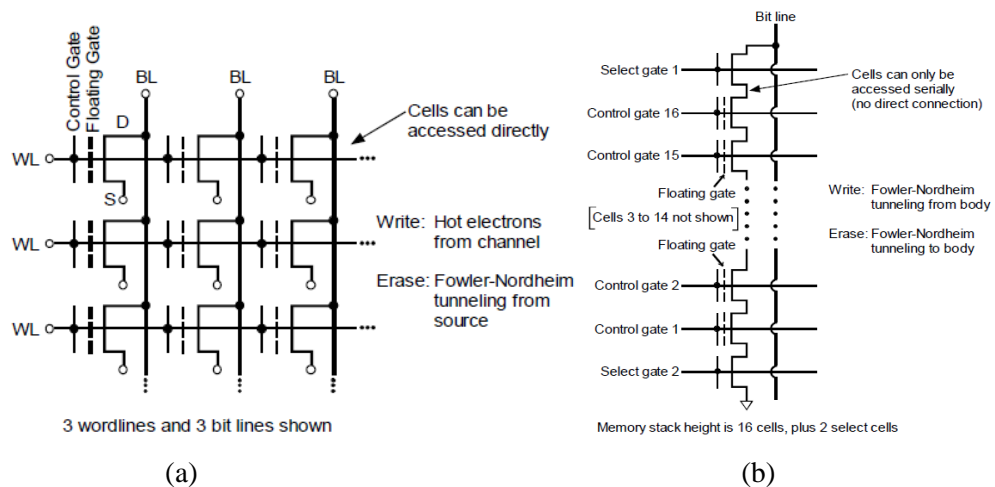 Control Gate
Floating Gate
BL
BL
BL
D
WL
S
WL
WL
Cells can be
accessed directly
Write: Hot electrons
from channel
Erase: Fowler-Nordheim
tunneling from
source
3 wordlines and 3 bit lines shown
(a)
Bit line
Select gate 1
Cells can only be
accessed serially
(no direct connection)
Control gate 16
Control gate 15
Floating gate
[Cells 3 to 14 not shown]
Floating gate
Write: Fowler-Nordheim
tunneling from body
Erase: Fowler-Nordheim
tunneling to body
Control gate 2
Control gate 1
Select gate 2
Memory stack height is 16 cells, plus 2 select cells
(b)